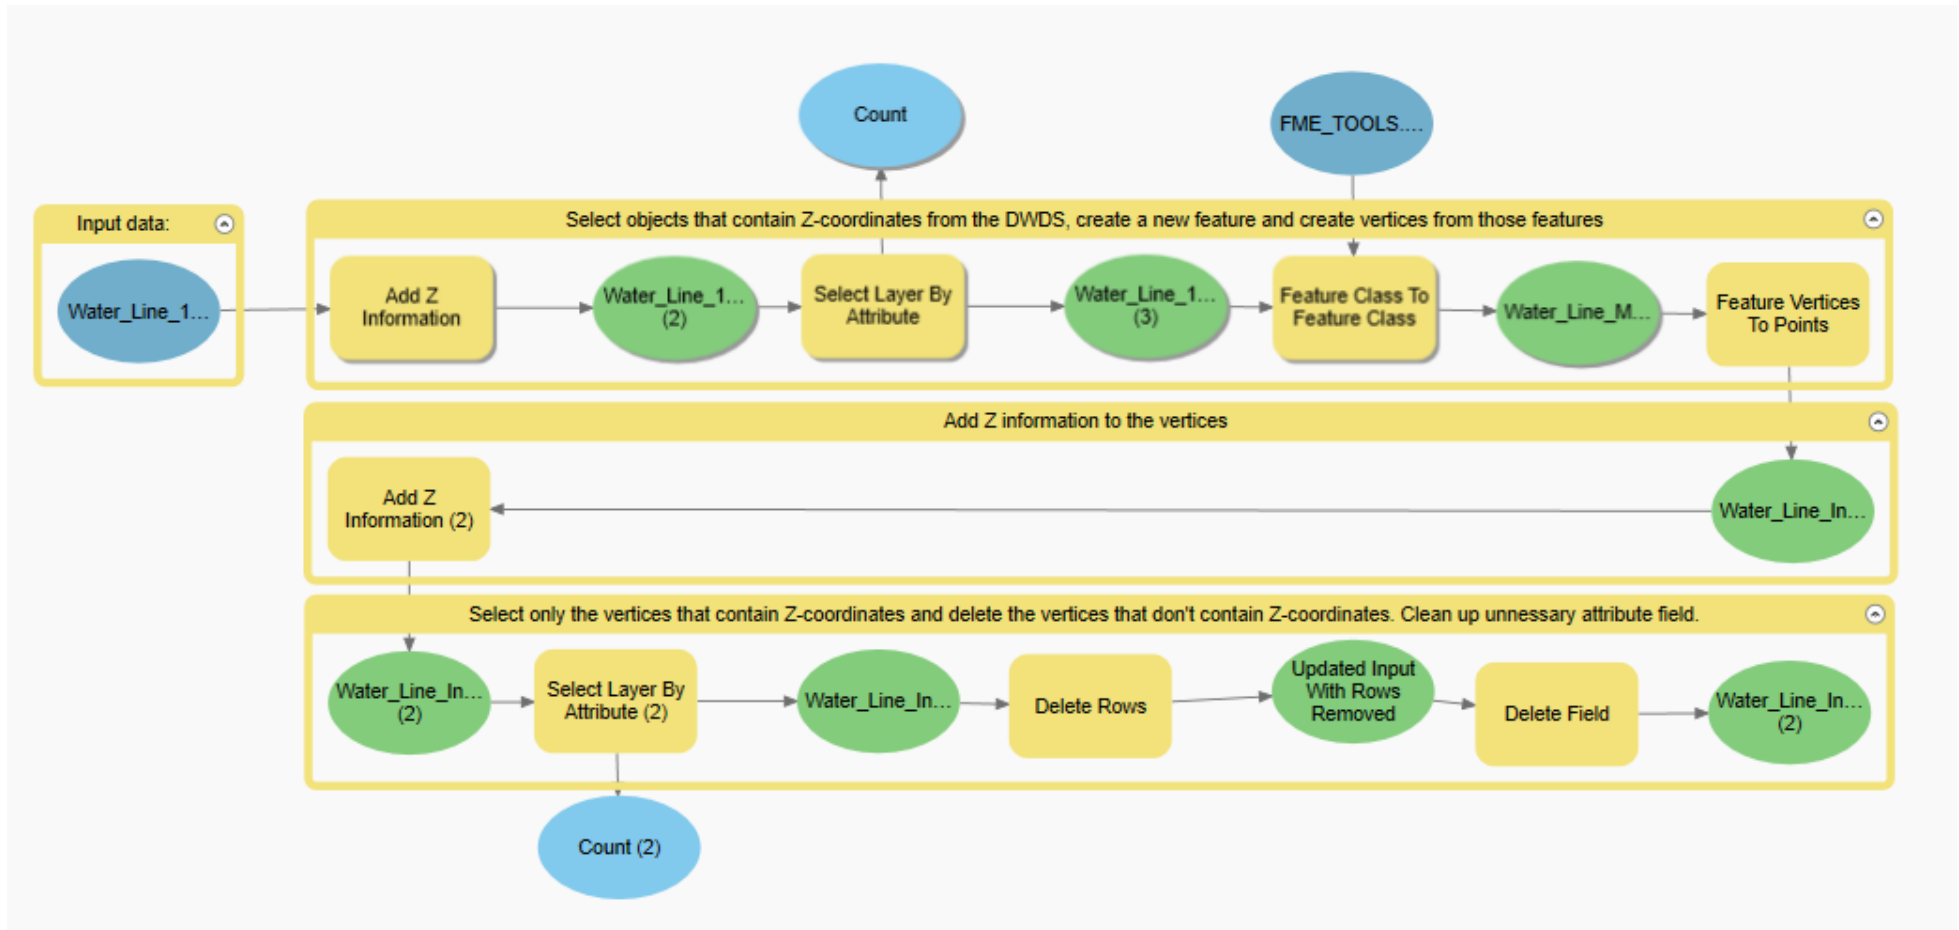 Count
FME_TOOLS....
Input data:
Select objects that contain Z-coordinates from the DWDS, create a new feature and create vertices from those features
Water_Line_1...
Add Z
Information
Water_Line_1...
(2)
Select Layer By
Attribute
Water_Line_1...
(3)
Feature Class To
Feature Class
Water_Line_M...
Feature Vertices
To Points
Add Z information to the vertices
Add Z
Information (2)
Water_Line_In...
Select only the vertices that contain Z-coordinates and delete the vertices that don't contain Z-coordinates. Clean up unnessary attribute field.
Water_Line_In...
(2)
Select Layer By
Attribute (2)
Water_Line_In...
Delete Rows
Updated Input
With Rows
Removed
Delete Field
Water_Line_In...
(2)
Count (2)